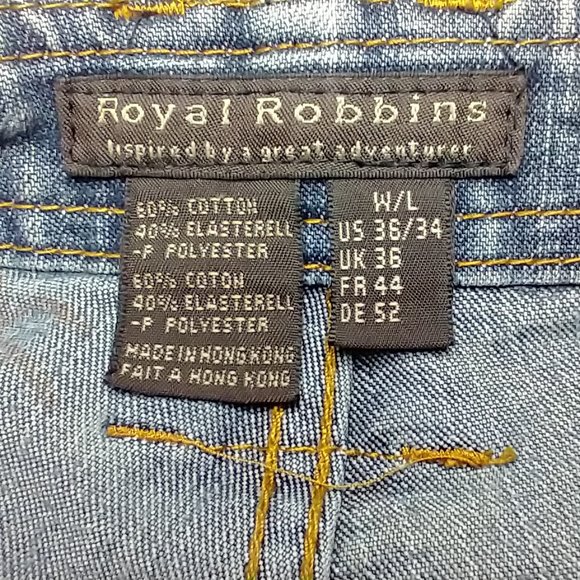 Royal Robbins
Inspired by a great adventurer
60% COTTON
40% ELASTERELL
-P POLYESTER
60% COTON
40% ELASTERELL
-P POLYESTER
MADE IN HONG KONG
FAIT A HONG KONG
W/L
US 36/34
UK 36
FR 44
DE 52